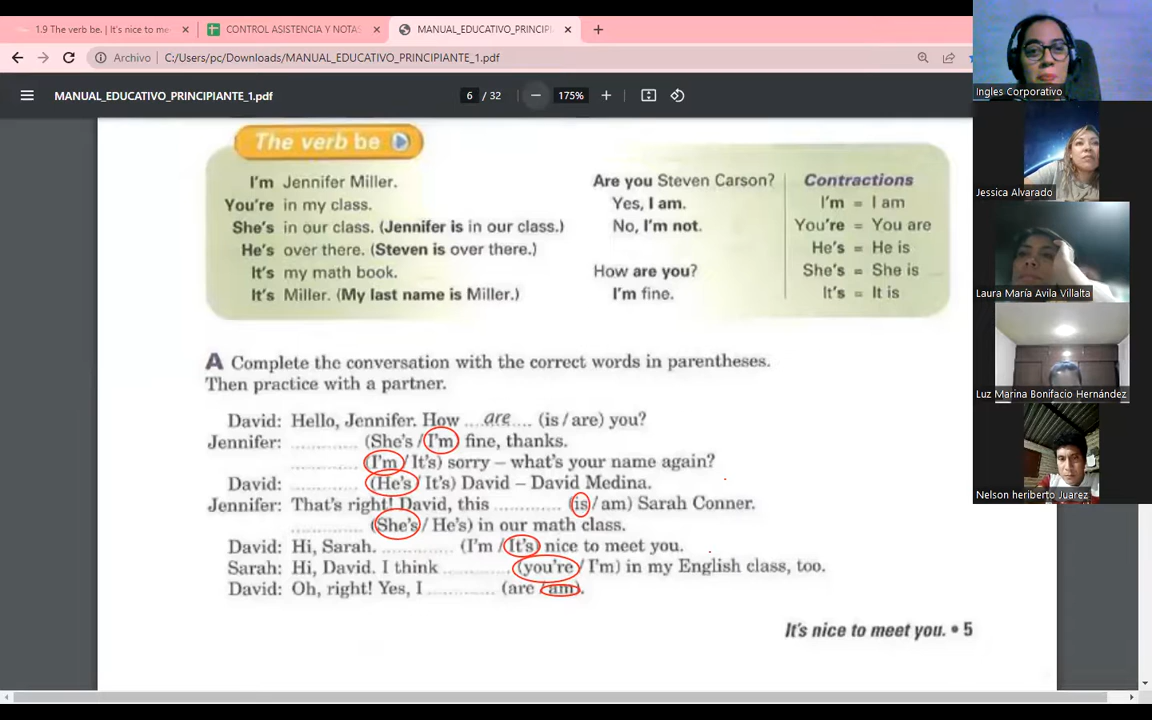 1.9 The verb be. | It's nice to me
CONTROL ASISTENCIA Y NOTAS
MANUAL_EDUCATIVO_PRINCIPI
Archivo
C:/Users/pc/Downloads/MANUAL_EDUCATIVO_PRINCIPIANTE_1.pdf
MANUAL_EDUCATIVO_PRINCIPIANTE_1.pdf
6 / 32
175%
The verb be
I'm Jennifer Miller.
You're in my class.
She's in our class. (Jennifer is in our class.)
He's over there. (Steven is over there.)
It's my math book.
It's Miller. (My last name is Miller.)
Are you Steven Carson?
Yes, I am.
No, I'm not.
How are you?
I'm fine.
Contractions
I'm = I am
You're = You are
He's = He is
She's = She is
It's = It is
A Complete the conversation with the correct words in parentheses.
Then practice with a partner.
David: Hello, Jennifer. How ....are.... (is / are) you?
Jennifer: ............ (She's / I'm) fine, thanks.
............ (I'm / It's) sorry – what's your name again?
David: ............ (He's / It's) David – David Medina.
Jennifer: That's right! David, this ............ (is / am) Sarah Conner.
............ (She's / He's) in our math class.
David: Hi, Sarah. ............ (I'm / It's) nice to meet you.
Sarah: Hi, David. I think ............ (you're / I'm) in my English class, too.
David: Oh, right! Yes, I ............ (are / am).
It's nice to meet you. • 5
Ingles Corporativo
Jessica Alvarado
Laura María Avila Villalta
Luz Marina Bonifacio Hernández
Nelson heriberto Juarez